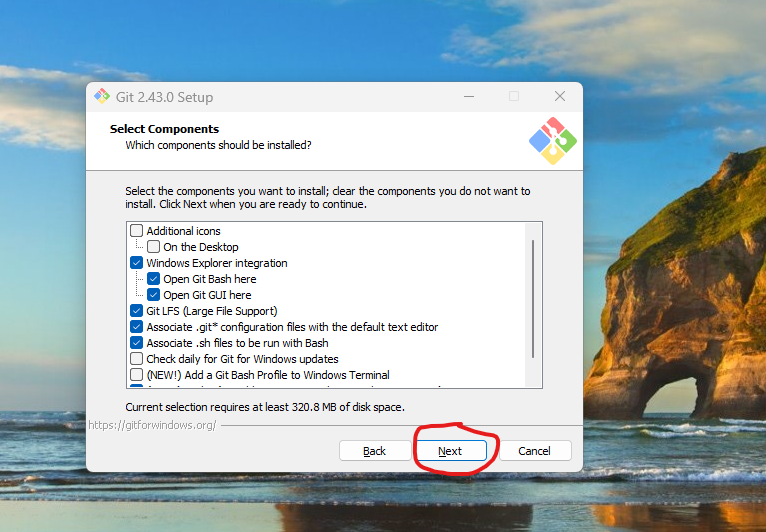 Git 2.43.0 Setup
Select Components
Which components should be installed?
Select the components you want to install; clear the components you do not want to
install. Click Next when you are ready to continue.
Additional icons
On the Desktop
Windows Explorer integration
Open Git Bash here
Open Git GUI here
Git LFS (Large File Support)
Associate .git* configuration files with the default text editor
Associate .sh files to be run with Bash
Check daily for Git for Windows updates
(NEW!) Add a Git Bash Profile to Windows Terminal
Current selection requires at least 320.8 MB of disk space.
https://gitforwindows.org/
Back
Next
Cancel